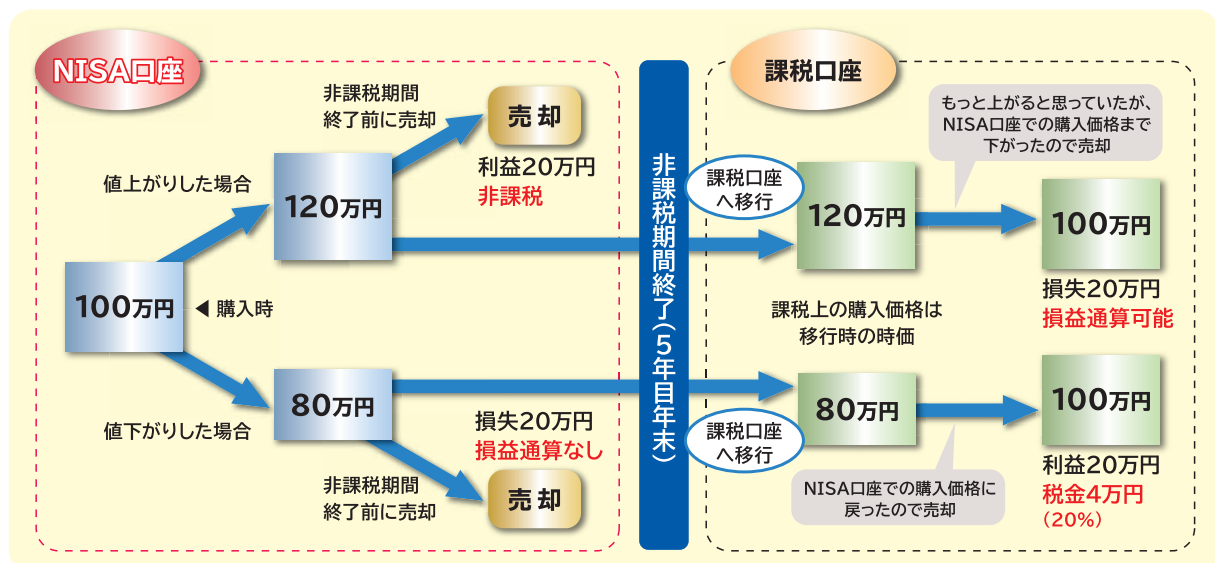 NISA口座
非課税期間
終了前に売却
売却
利益20万円
非課税
値上がりした場合
120万円
100万円
◀ 購入時
80万円
値下がりした場合
損失20万円
損益通算なし
非課税期間
終了前に売却
売却
非課税期間終了(5年目年末)
課税口座
もっと上がると思っていたが、
NISA口座での購入価格まで
下がったので売却
課税口座
へ移行
120万円
100万円
損失20万円
損益通算可能
課税上の購入価格は
移行時の時価
課税口座
へ移行
80万円
100万円
利益20万円
税金4万円
(20%)
NISA口座での購入価格に
戻ったので売却